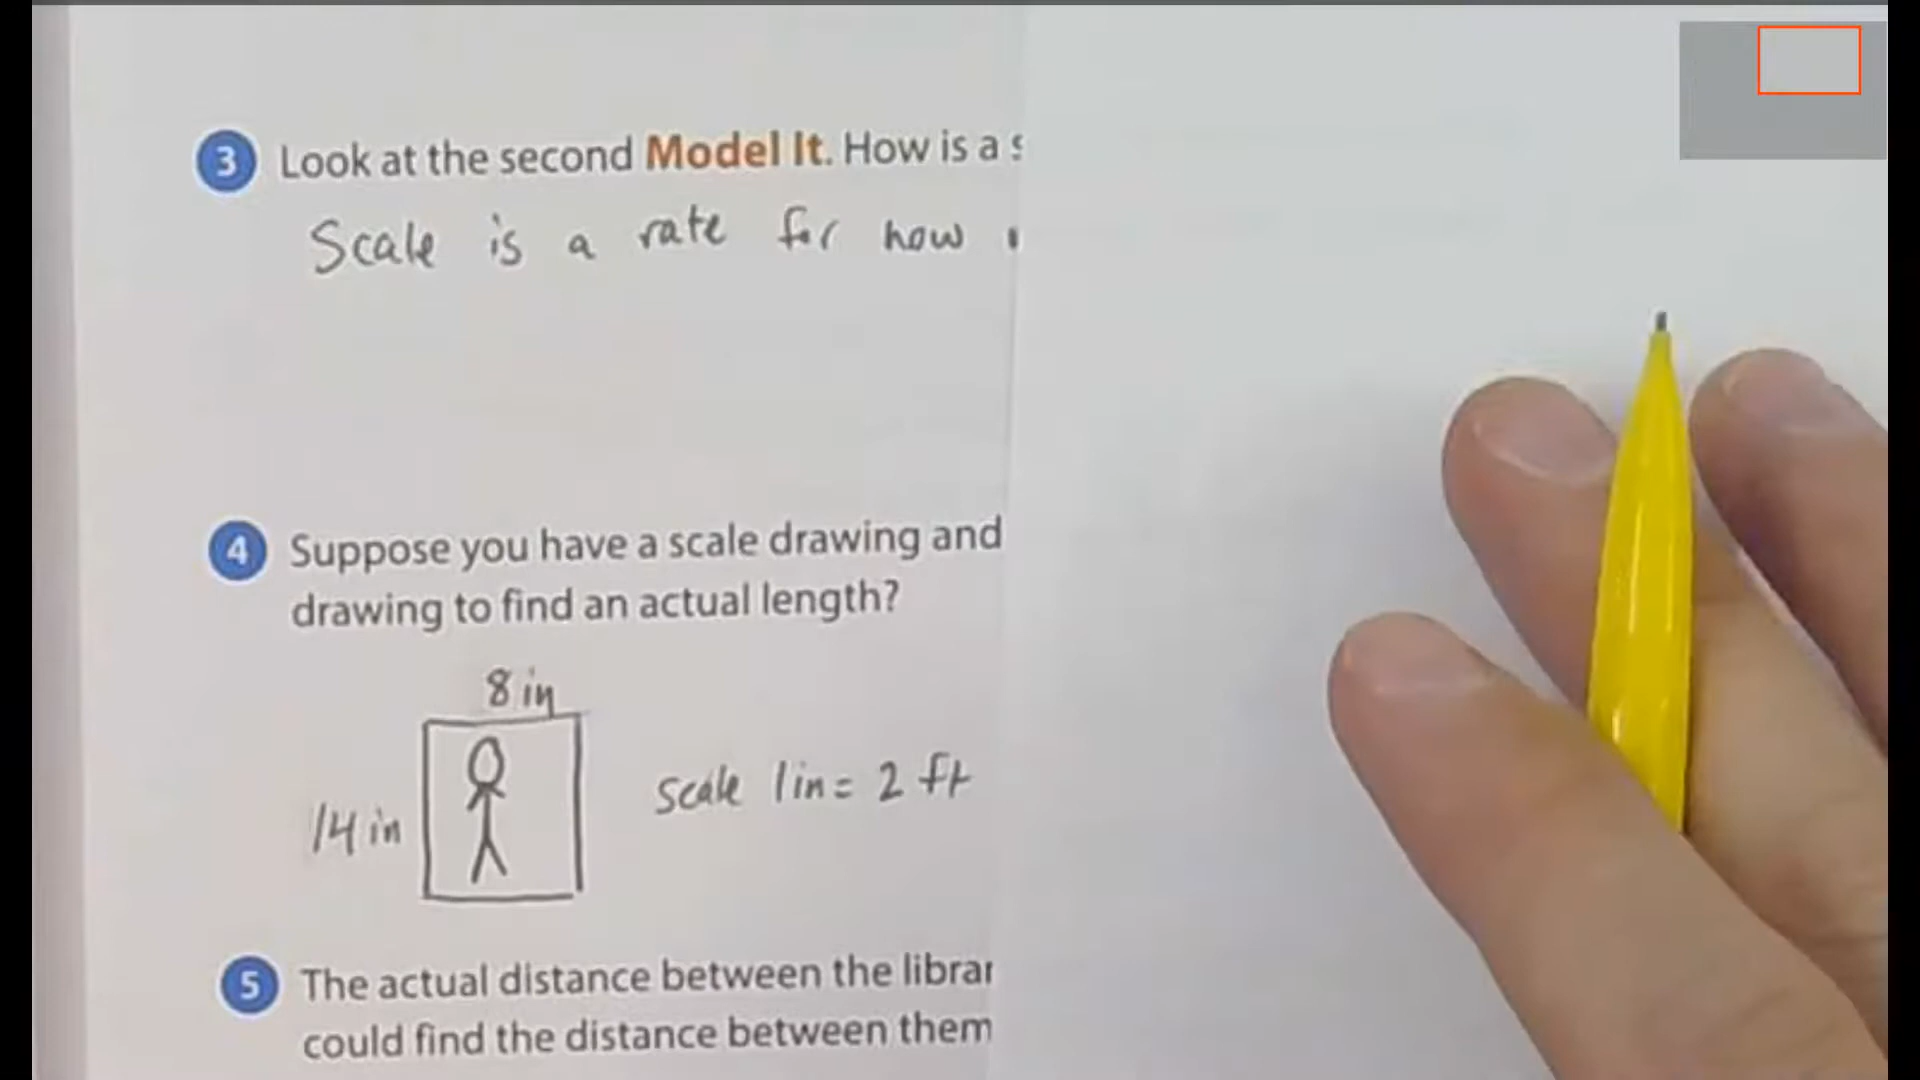 3 Look at the second Model It. How is a
Scale is a rate for how
4 Suppose you have a scale drawing and
drawing to find an actual length?
8 in
14 in
scale 1 in = 2 ft
5 The actual distance between the librar
could find the distance between them